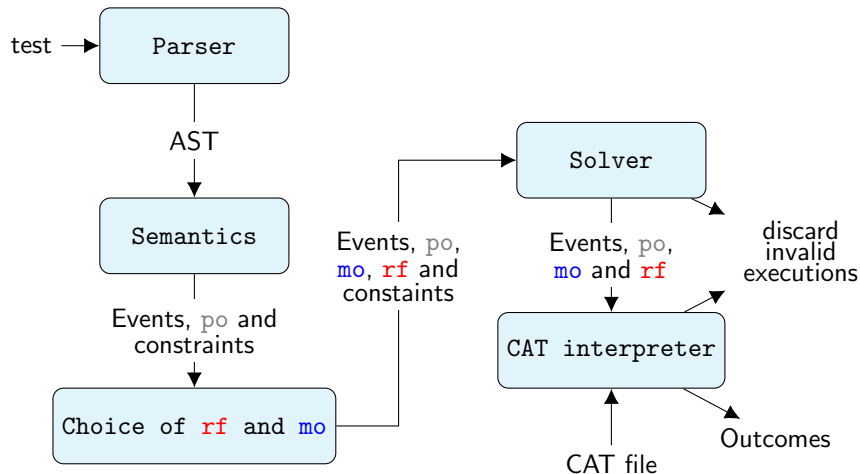 test
Parser
AST
Semantics
Events, po and
constraints
Choice of rf and mo
Events, po,
mo, rf and
constaints
Solver
Events, po,
mo and rf
discard
invalid
executions
CAT interpreter
CAT file
Outcomes